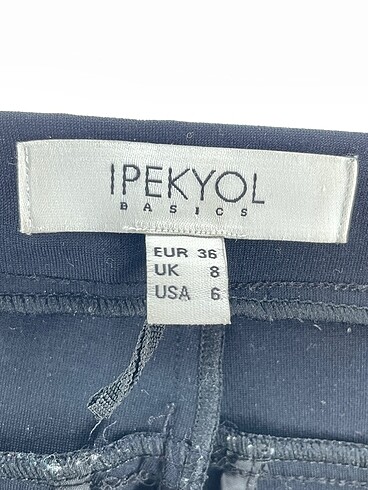 IPEKYOL
BASICS
EUR 36
UK 8
USA 6